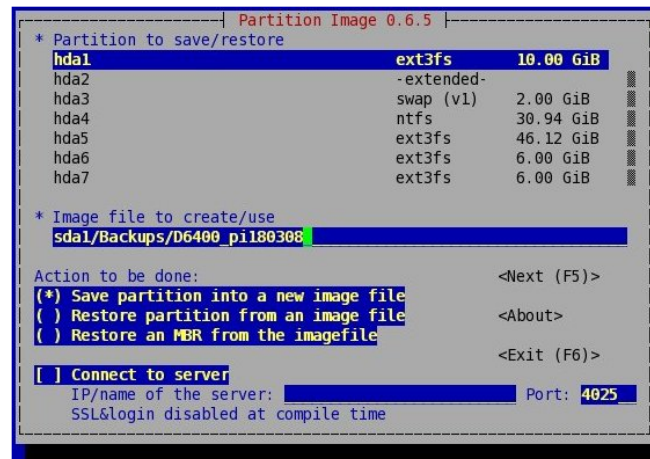 Partition Image 0.6.5
* Partition to save/restore
hda1 ext3fs 10.00 GiB
hda2 -extended-
hda3 swap (v1) 2.00 GiB
hda4 ntfs 30.94 GiB
hda5 ext3fs 46.12 GiB
hda6 ext3fs 6.00 GiB
hda7 ext3fs 6.00 GiB
* Image file to create/use
sda1/Backups/D6400_pi180308
Action to be done: <Next (F5)>
(*) Save partition into a new image file
( ) Restore partition from an image file <About>
( ) Restore an MBR from the imagefile
<Exit (F6)>
[ ] Connect to server
IP/name of the server: Port: 4025
SSL&login disabled at compile time